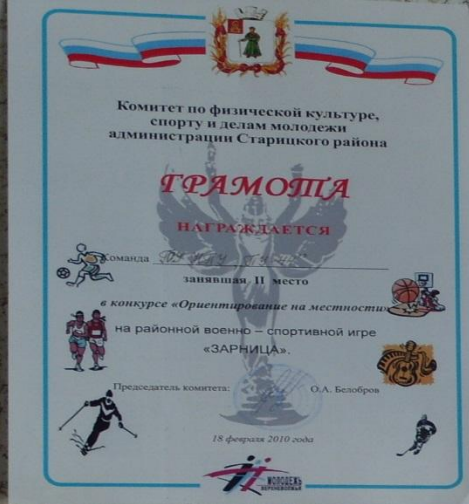 Комитет по физической культуре,
спорту и делам молодежи
администрации Старицкого района
ГРАМОТА
НАГРАЖДАЕТСЯ
Команда
занявшая II место
в конкурсе «Ориентирование на местности»
на районной военно – спортивной игре
«ЗАРНИЦА».
Председатель комитета: О.А. Белобров
18 февраля 2010 года
МОЛОДЕЖЬ
ВЕРХНЕВОЛЖЬЯ